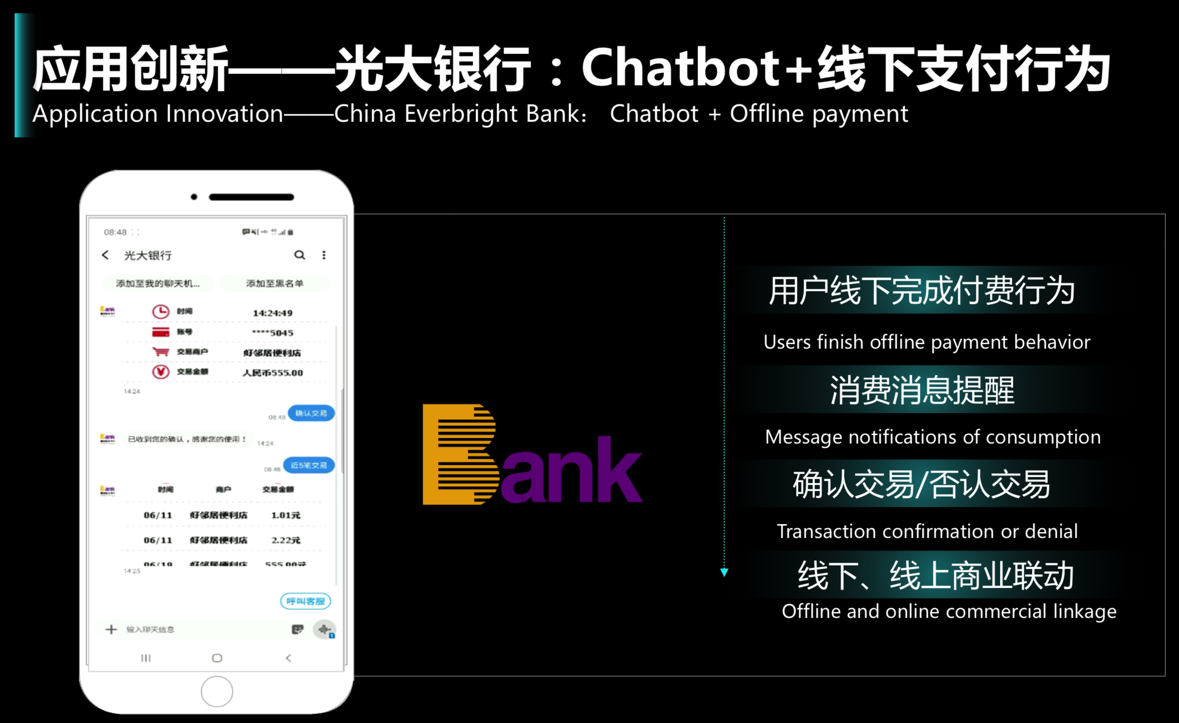 应用创新——光大银行：Chatbot+线下支付行为
Application Innovation——China Everbright Bank： Chatbot + Offline payment
08:48
光大银行
添加至我的聊天机...
添加至黑名单
时间 14:24:49
账号 ****5045
交易商户 好邻居便利店
交易金额 人民币555.00
14:24
08:48 确认交易
已收到您的确认，感谢您的使用！ 14:24
08:48 近5笔交易
时间 商户 交易金额
06/11 好邻居便利店 1.01元
06/11 好邻居便利店 2.22元
06/10 好邻居便利店 555.00元
14:25
呼叫客服
输入聊天信息
Bank
用户线下完成付费行为
Users finish offline payment behavior
消费消息提醒
Message notifications of consumption
确认交易/否认交易
Transaction confirmation or denial
线下、线上商业联动
Offline and online commercial linkage